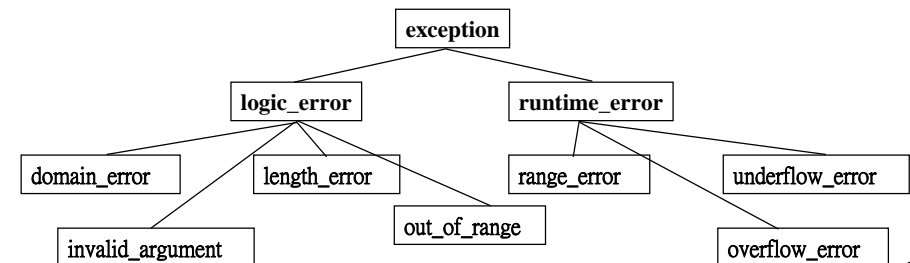 exception
logic_error
runtime_error
domain_error
length_error
range_error
underflow_error
out_of_range
invalid_argument
overflow_error